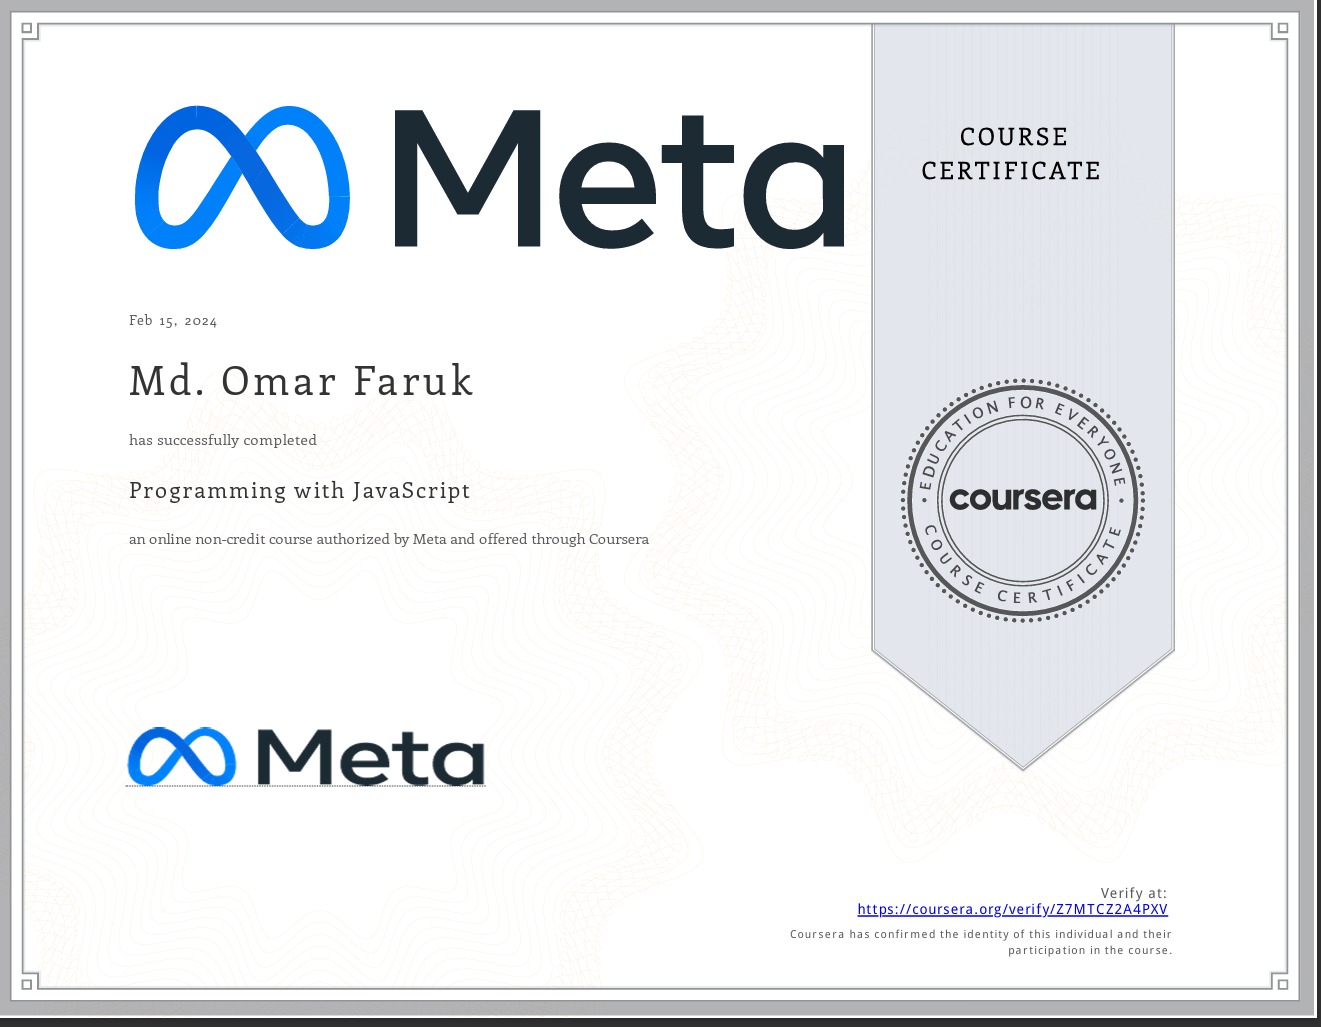 Meta
COURSE
CERTIFICATE
Feb 15, 2024
Md. Omar Faruk
has successfully completed
Programming with JavaScript
an online non-credit course authorized by Meta and offered through Coursera
EDUCATION FOR EVERYONE
coursera
COURSE CERTIFICATE
Meta
Verify at:
https://coursera.org/verify/Z7MTCZ2A4PXV
Coursera has confirmed the identity of this individual and their
participation in the course.